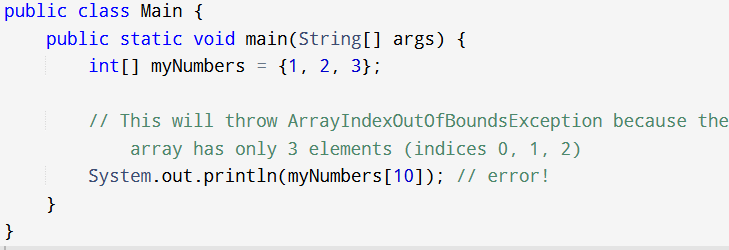 public class Main {
    public static void main(String[] args) {
        int[] myNumbers = {1, 2, 3};

        // This will throw ArrayIndexOutOfBoundsException because the
            array has only 3 elements (indices 0, 1, 2)
        System.out.println(myNumbers[10]); // error!
    }
}